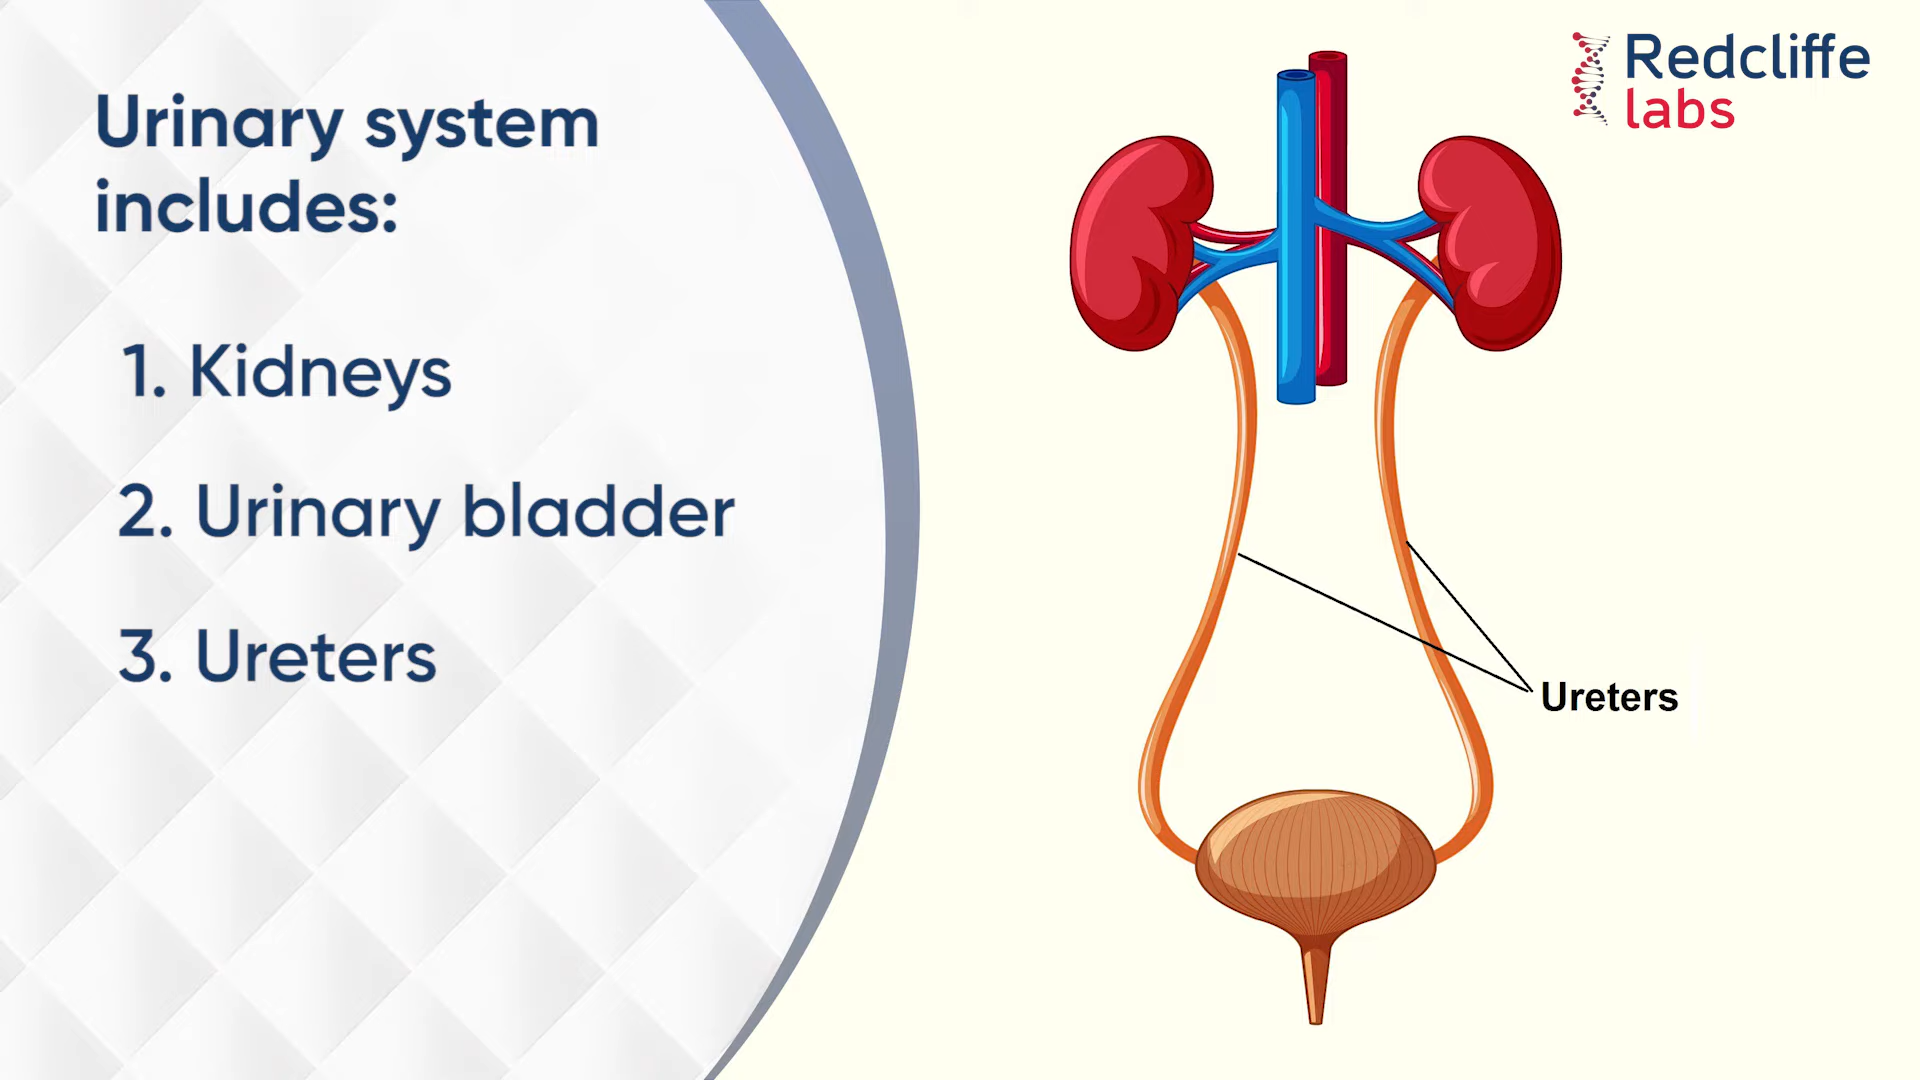 Urinary system
includes:
1. Kidneys
2. Urinary bladder
3. Ureters
Redcliffe
labs
Ureters